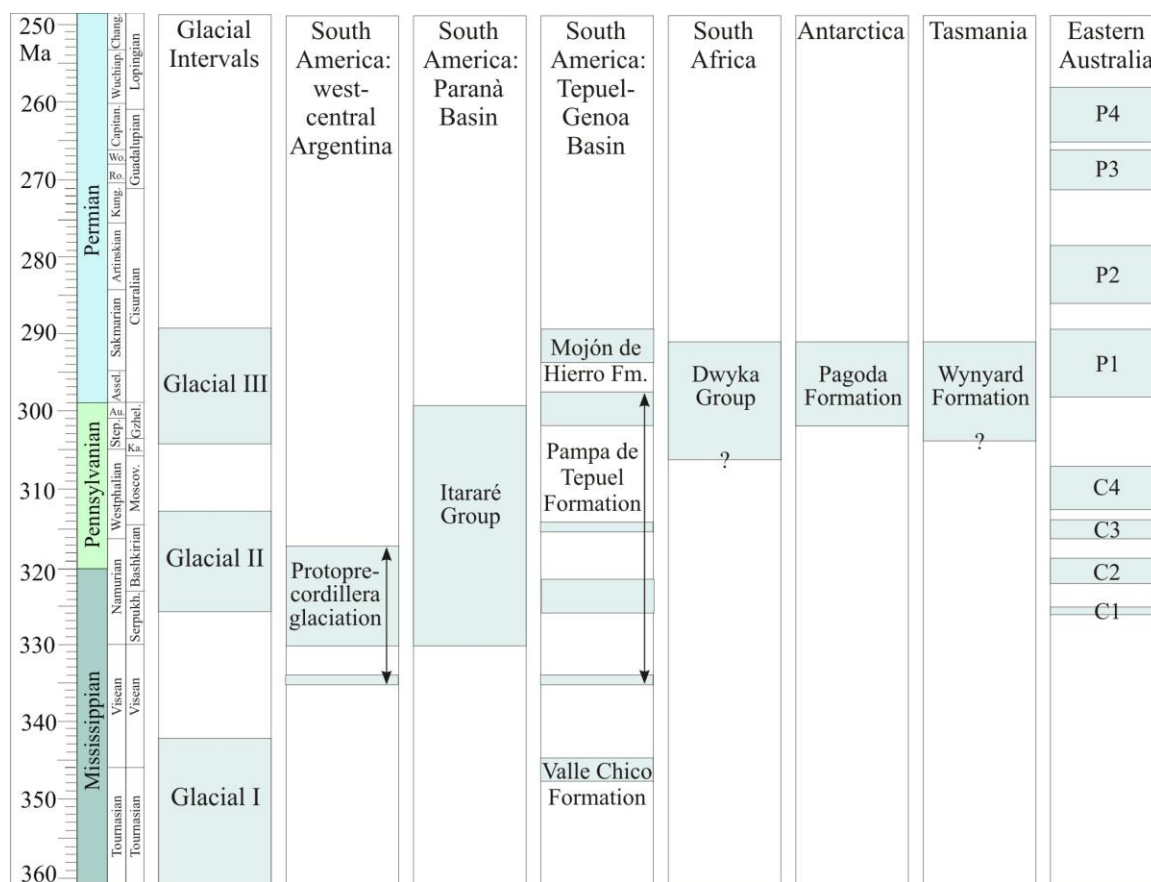 250
Ma
260
270
280
290
300
310
320
330
340
350
360
Permian
Pennsylvanian
Mississippian
Chang.
Wuchiap.
Capitan.
Wo.
Ro.
Kung.
Artinskian
Sakmarian
Assel.
Au.
Step.
Westphalian
Namurian
Visean
Tournasian
Lopingian
Guadalupian
Cisuralian
Gzhel.
Ka.
Moscov.
Bashkirian
Serpukh.
Visean
Tournasian
Glacial
Intervals
Glacial III
Glacial II
Glacial I
South
America:
west-
central
Argentina
Protopre-
cordillera
glaciation
South
America:
Paranà
Basin
Itararé
Group
South
America:
Tepuel-
Genoa
Basin
Mojón de
Hierro Fm.
Pampa de
Tepuel
Formation
Valle Chico
Formation
South
Africa
Dwyka
Group
?
Antarctica
Pagoda
Formation
Tasmania
Wynyard
Formation
?
Eastern
Australia
P4
P3
P2
P1
C4
C3
C2
C1